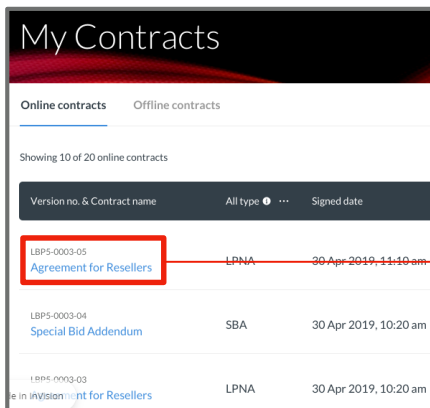 My Contracts
Online contracts Offline contracts
Showing 10 of 20 online contracts
Version no. & Contract name All type ... Signed date
LBP5-0003-05
Agreement for Resellers LPNA 30 Apr 2019, 11:10 am
LBP5-0003-04
Special Bid Addendum SBA 30 Apr 2019, 10:20 am
LBP5-0003-03
Agreement for Resellers LPNA 30 Apr 2019, 10:20 am
le in InVision